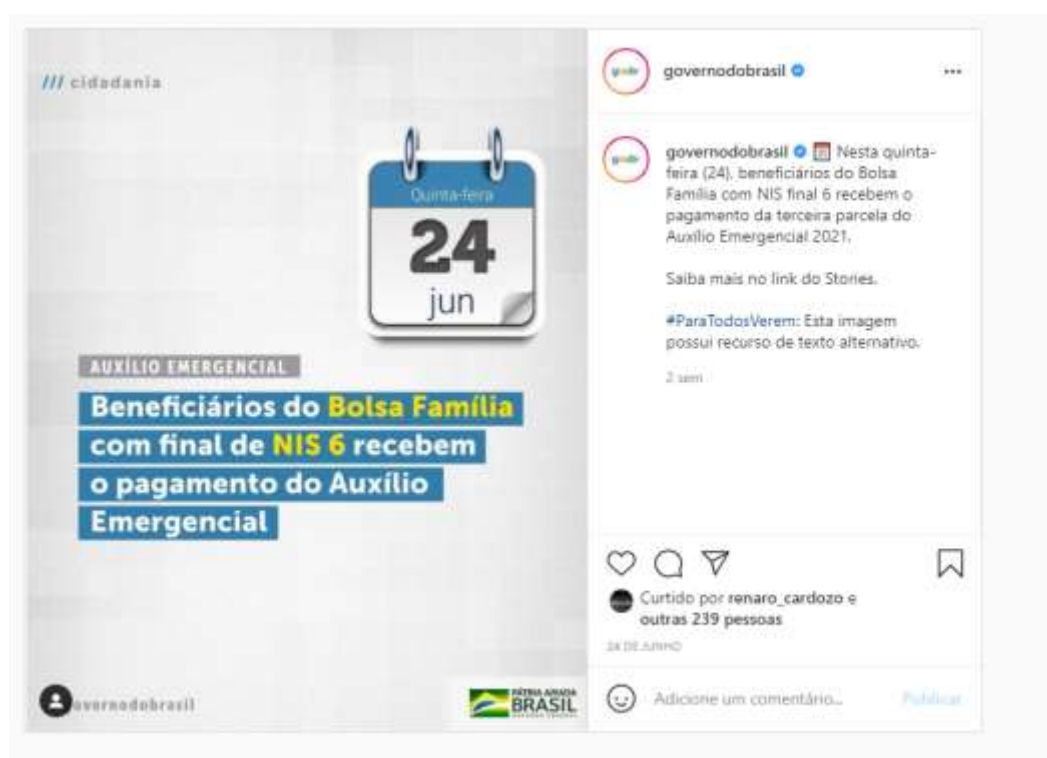 /// cidadania
Quinta-feira
24
jun
AUXÍLIO EMERGENCIAL
Beneficiários do Bolsa Família
com final de NIS 6 recebem
o pagamento do Auxílio
Emergencial
governodobrasil
PÁTRIA AMADA
BRASIL
governodobrasil
governodobrasil Nesta quinta-
feira (24), beneficiários do Bolsa
Família com NIS final 6 recebem o
pagamento da terceira parcela do
Auxílio Emergencial 2021.
Saiba mais no link do Stories.
#ParaTodosVerem: Esta imagem
possui recurso de texto alternativo.
2 sem
Curtido por renaro_cardozo e
outras 239 pessoas
24 DE JUNHO
Adicione um comentário...
Publicar